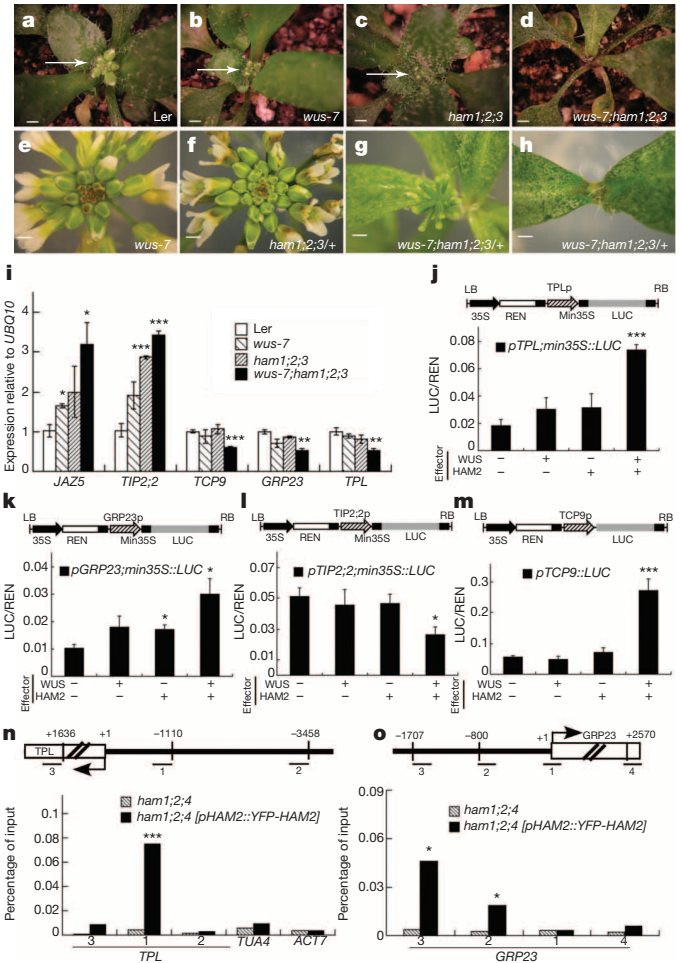 a
Ler
b
wus-7
c
ham1;2;3
d
wus-7;ham1;2;3
e
wus-7
f
ham1;2;3/+
g
wus-7;ham1;2;3/+
h
wus-7;ham1;2;3/+
i
Expression relative to UBQ10
4
2
0
Ler
wus-7
ham1;2;3
wus-7;ham1;2;3
* * *** *** *** ** **
JAZ5 TIP2;2 TCP9 GRP23 TPL
j
LB TPLp RB
35S REN Min35S LUC
pTPL;min35S::LUC
***
LUC/REN
0.08
0.06
0.04
0.02
0
Effector
WUS – + – +
HAM2 – – + +
k
LB GRP23p RB
35S REN Min35S LUC
pGRP23;min35S::LUC
* *
LUC/REN
0.04
0.03
0.02
0.01
0
Effector
WUS – + – +
HAM2 – – + +
l
LB TIP2;2p RB
35S REN Min35S LUC
pTIP2;2;min35S::LUC
*
LUC/REN
0.075
0.05
0.025
0
Effector
WUS – + – +
HAM2 – – + +
m
LB TCP9p RB
35S REN LUC
pTCP9::LUC
***
LUC/REN
0.3
0.2
0.1
0
Effector
WUS – + – +
HAM2 – – + +
n
+1636 +1 –1110 –3458
TPL
3 1 2
ham1;2;4
ham1;2;4 [pHAM2::YFP-HAM2]
***
Percentage of input
0.1
0.08
0.06
0.04
0.02
0
3 1 2 TUA4 ACT7
TPL
o
–1707 –800 +1 GRP23 +2570
3 2 1 4
ham1;2;4
ham1;2;4 [pHAM2::YFP-HAM2]
* *
Percentage of input
0.09
0.06
0.03
0
3 2 1 4
GRP23